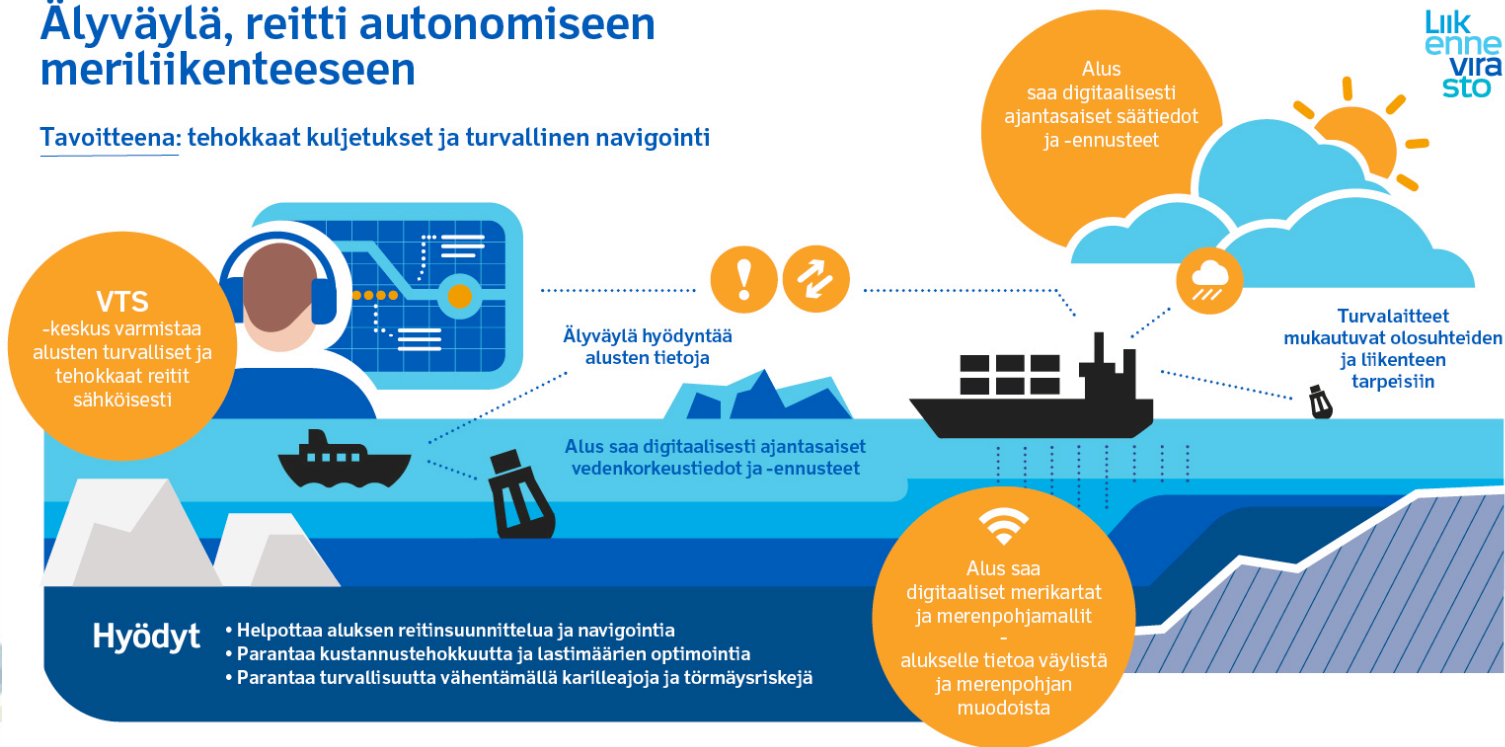 Älyväylä, reitti autonomiseen
meriliikenteeseen
Tavoitteena: tehokkaat kuljetukset ja turvallinen navigointi
Liik
enne
vira
sto
Alus
saa digitaalisesti
ajantasaiset säätiedot
ja -ennusteet
VTS
-keskus varmistaa
alusten turvalliset ja
tehokkaat reitit
sähköisesti
Älyväylä hyödyntää
alusten tietoja
Turvalaitteet
mukautuvat olosuhteiden
ja liikenteen
tarpeisiin
Alus saa digitaalisesti ajantasaiset
vedenkorkeustiedot ja -ennusteet
Alus saa
digitaaliset merikartat
ja merenpohjamallit
-
alukselle tietoa väylistä
ja merenpohjan
muodoista
Hyödyt
• Helpottaa aluksen reitinsuunnittelua ja navigointia
• Parantaa kustannustehokkuutta ja lastimäärien optimointia
• Parantaa turvallisuutta vähentämällä karilleajoja ja törmäysriskejä